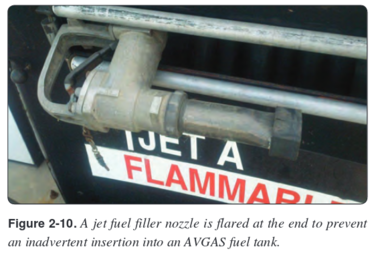 JET A
FLAMMABL
Figure 2-10. A jet fuel filler nozzle is flared at the end to prevent
an inadvertent insertion into an AVGAS fuel tank.